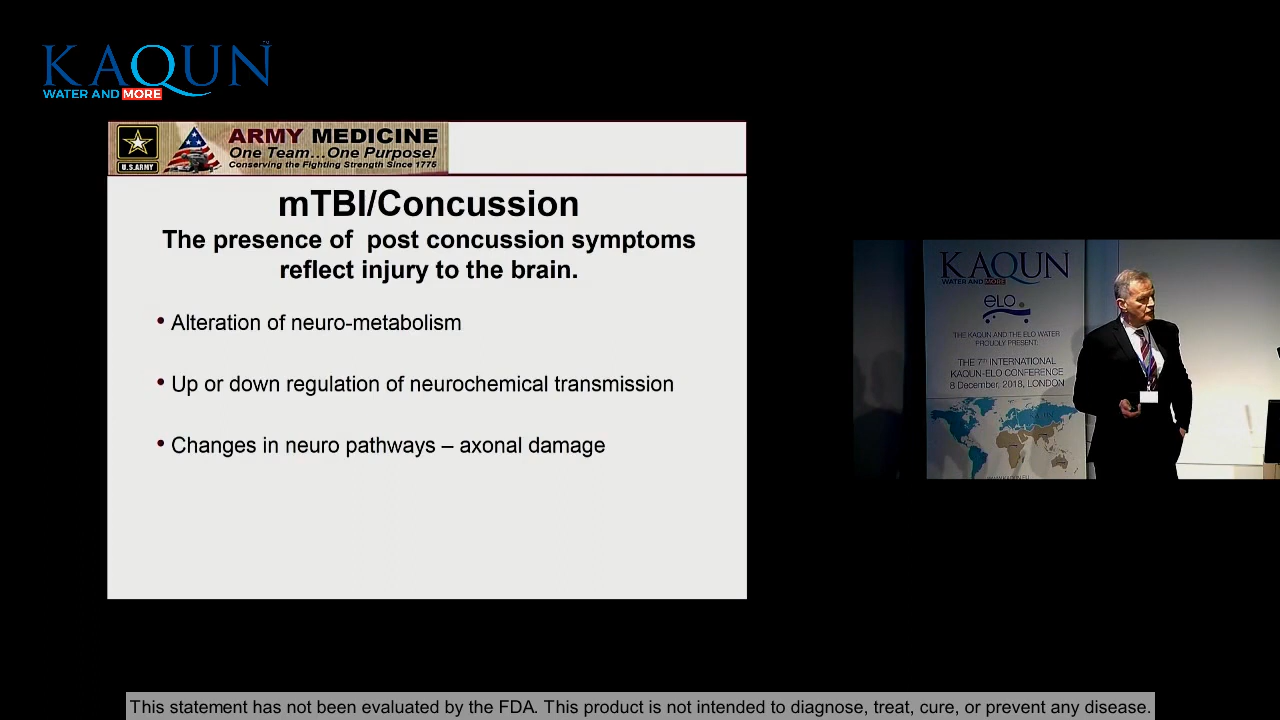 KAQUN
WATER AND MORE
ARMY MEDICINE
One Team...One Purpose!
Conserving the Fighting Strength Since 1775
U.S.ARMY
mTBI/Concussion
The presence of  post concussion symptoms
reflect injury to the brain.
• Alteration of neuro-metabolism
• Up or down regulation of neurochemical transmission
• Changes in neuro pathways – axonal damage
KAQUN
WATER AND MORE
elo
THE KAQUN AND THE ELO WATER
PROUDLY PRESENT:
THE 7th INTERNATIONAL
KAQUN-ELO CONFERENCE
8 December, 2018, LONDON
This statement has not been evaluated by the FDA. This product is not intended to diagnose, treat, cure, or prevent any disease.